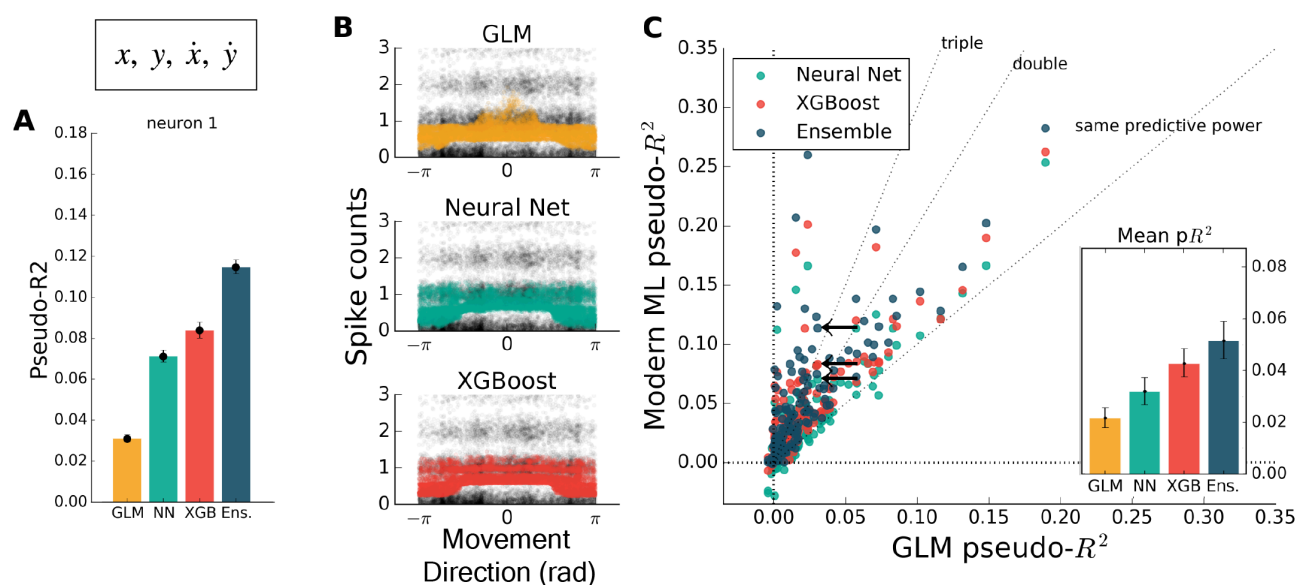 x, y, ẋ, ẏ
A
neuron 1
Pseudo-R2
0.18
0.16
0.14
0.12
0.10
0.08
0.06
0.04
0.02
0.00
GLM NN XGB Ens.
B
Spike counts
GLM
3
2
1
0
−π 0 π
Neural Net
3
2
1
0
−π 0 π
XGBoost
3
2
1
0
−π 0 π
Movement
Direction (rad)
C
Modern ML pseudo-R²
0.35
0.30
0.25
0.20
0.15
0.10
0.05
0.00
triple
double
same predictive power
Neural Net
XGBoost
Ensemble
Mean pR²
0.08
0.06
0.04
0.02
0.00
GLM NN XGB Ens.
0.00 0.05 0.10 0.15 0.20 0.25 0.30 0.35
GLM pseudo-R²